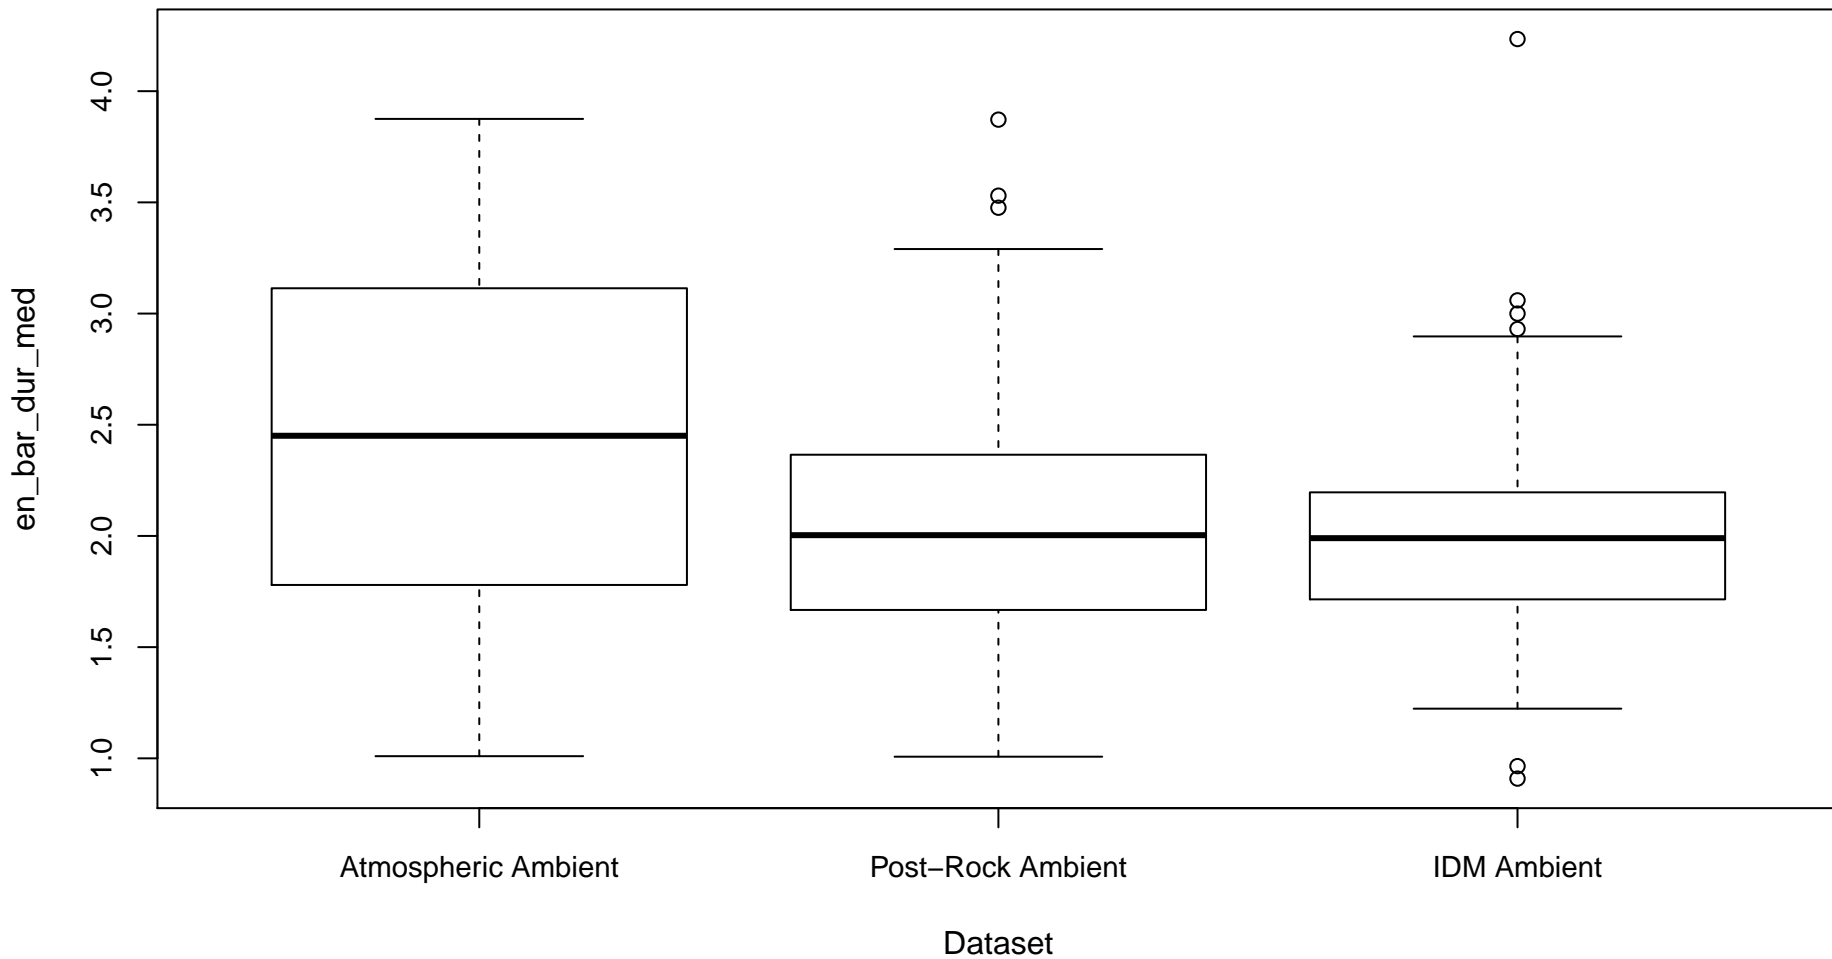 en_bar_dur_med
4.0
3.5
3.0
2.5
2.0
1.5
1.0
Atmospheric Ambient
Post−Rock Ambient
IDM Ambient
Dataset